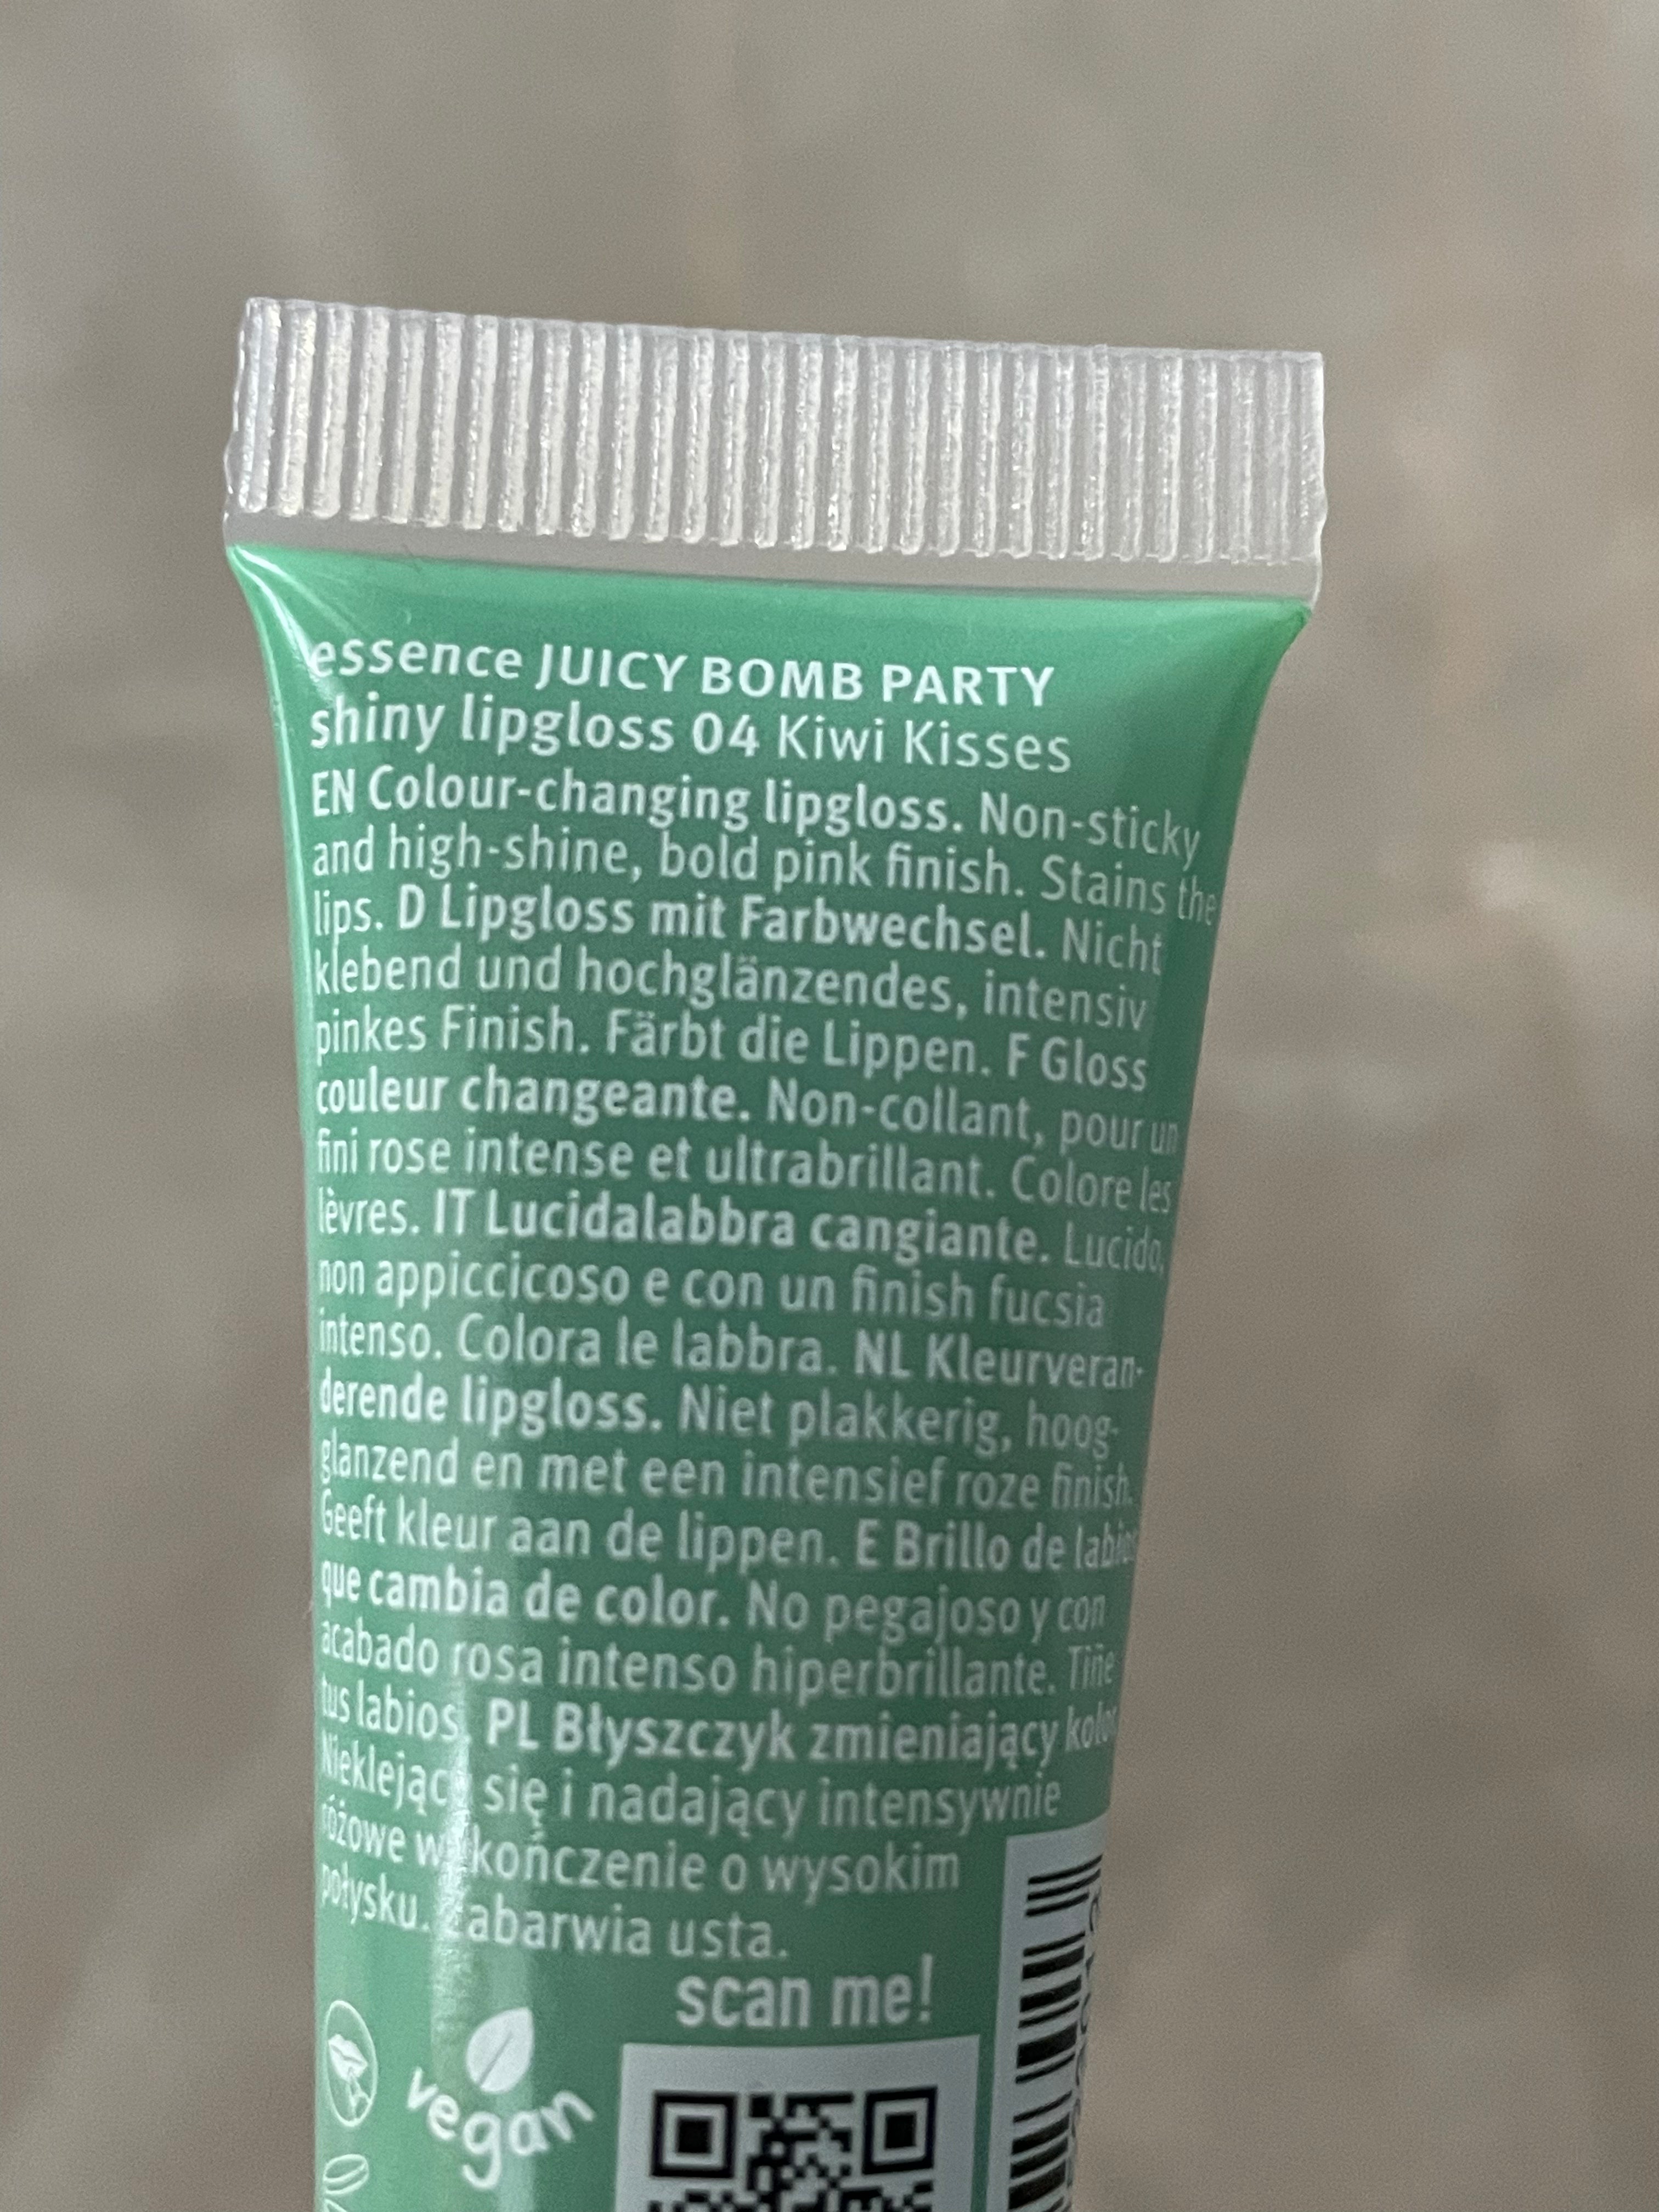 essence JUICY BOMB PARTY
shiny lipgloss 04 Kiwi Kisses
EN Colour-changing lipgloss. Non-sticky
and high-shine, bold pink finish. Stains the
lips. D Lipgloss mit Farbwechsel. Nicht
klebend und hochglänzendes, intensiv
pinkes Finish. Färbt die Lippen. F Gloss
couleur changeante. Non-collant, pour un
fini rose intense et ultrabrillant. Colore les
lèvres. IT Lucidalabbra cangiante. Lucido,
non appiccicoso e con un finish fucsia
intenso. Colora le labbra. NL Kleurveran-
derende lipgloss. Niet plakkerig, hoog-
glanzend en met een intensief roze finish.
Geeft kleur aan de lippen. E Brillo de labios
que cambia de color. No pegajoso y con
acabado rosa intenso hiperbrillante. Tiñe
tus labios. PL Błyszczyk zmieniający kolor.
Nieklejący się i nadający intensywnie
różowe wykończenie o wysokim
połysku. Zabarwia usta.
scan me!
vegan